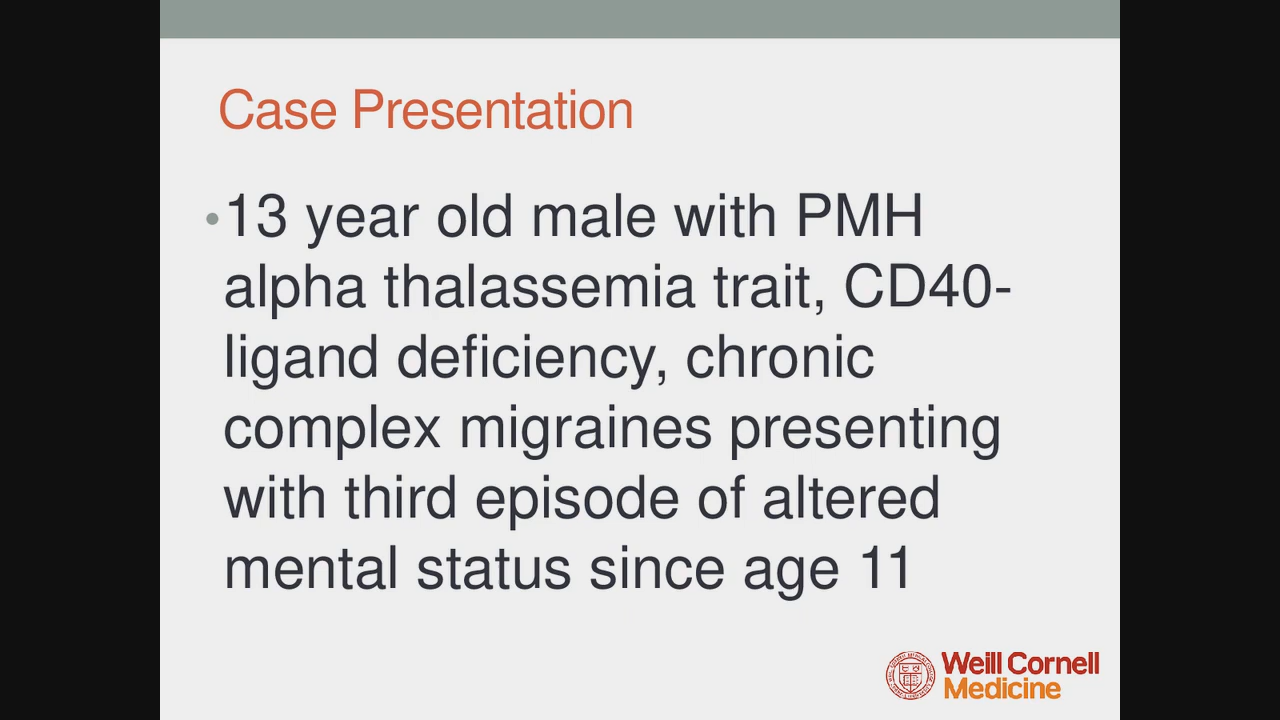 Case Presentation
•13 year old male with PMH
alpha thalassemia trait, CD40-
ligand deficiency, chronic
complex migraines presenting
with third episode of altered
mental status since age 11
Weill Cornell
Medicine